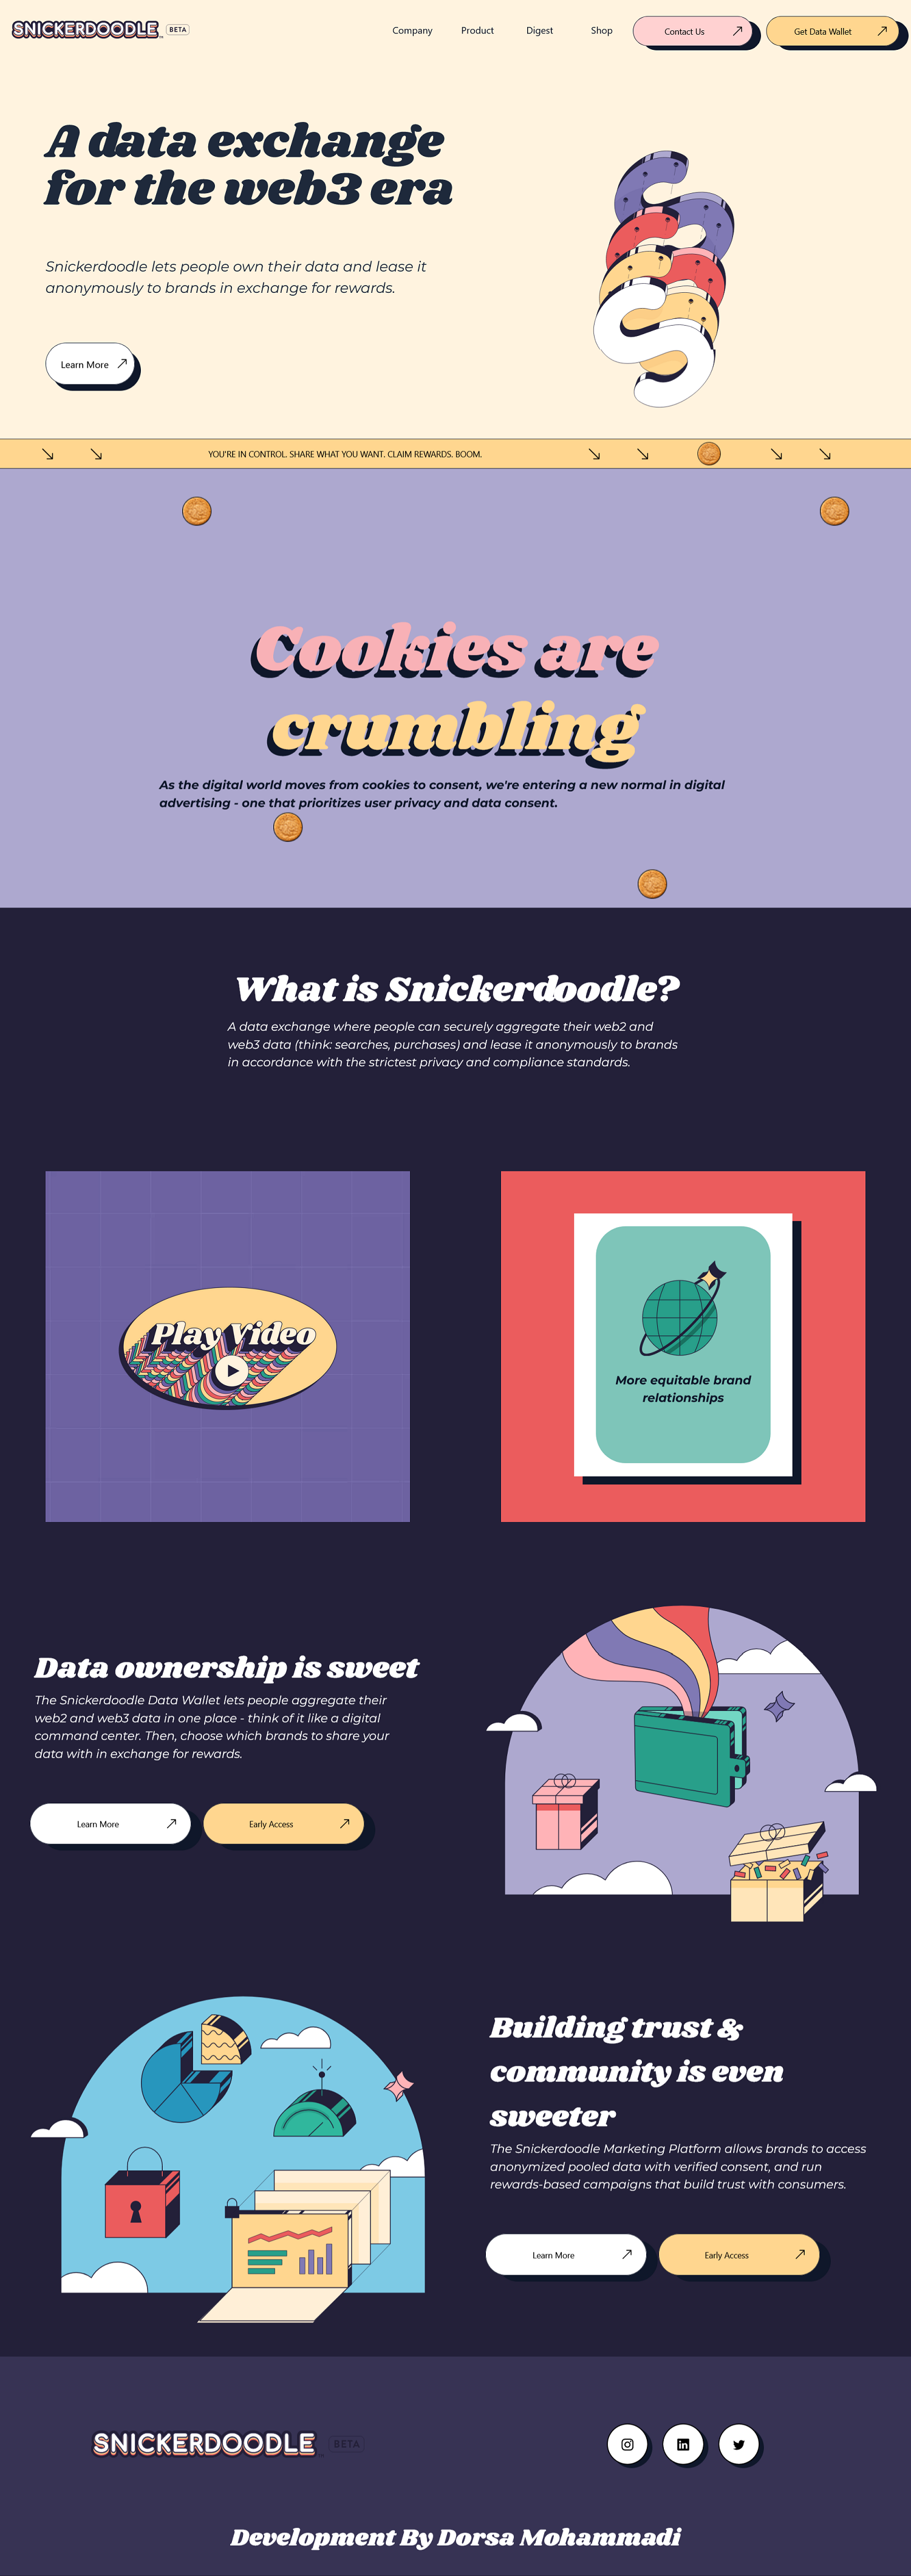 SNICKERDOODLE BETA
Company Product Digest Shop Contact Us Get Data Wallet
A data exchange
for the web3 era
Snickerdoodle lets people own their data and lease it
anonymously to brands in exchange for rewards.
Learn More
YOU'RE IN CONTROL. SHARE WHAT YOU WANT. CLAIM REWARDS. BOOM.
Cookies are
crumbling
As the digital world moves from cookies to consent, we're entering a new normal in digital
advertising - one that prioritizes user privacy and data consent.
What is Snickerdoodle?
A data exchange where people can securely aggregate their web2 and
web3 data (think: searches, purchases) and lease it anonymously to brands
in accordance with the strictest privacy and compliance standards.
Play Video
More equitable brand
relationships
Data ownership is sweet
The Snickerdoodle Data Wallet lets people aggregate their
web2 and web3 data in one place - think of it like a digital
command center. Then, choose which brands to share your
data with in exchange for rewards.
Learn More Early Access
Building trust &
community is even
sweeter
The Snickerdoodle Marketing Platform allows brands to access
anonymized pooled data with verified consent, and run
rewards-based campaigns that build trust with consumers.
Learn More Early Access
SNICKERDOODLE BETA
Development By Dorsa Mohammadi